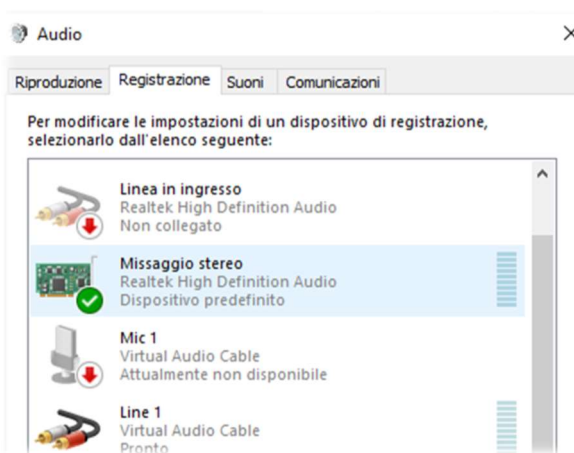 Audio
Riproduzione Registrazione Suoni Comunicazioni
Per modificare le impostazioni di un dispositivo di registrazione,
selezionarlo dall'elenco seguente:
Linea in ingresso
Realtek High Definition Audio
Non collegato
Missaggio stereo
Realtek High Definition Audio
Dispositivo predefinito
Mic 1
Virtual Audio Cable
Attualmente non disponibile
Line 1
Virtual Audio Cable
Pronto